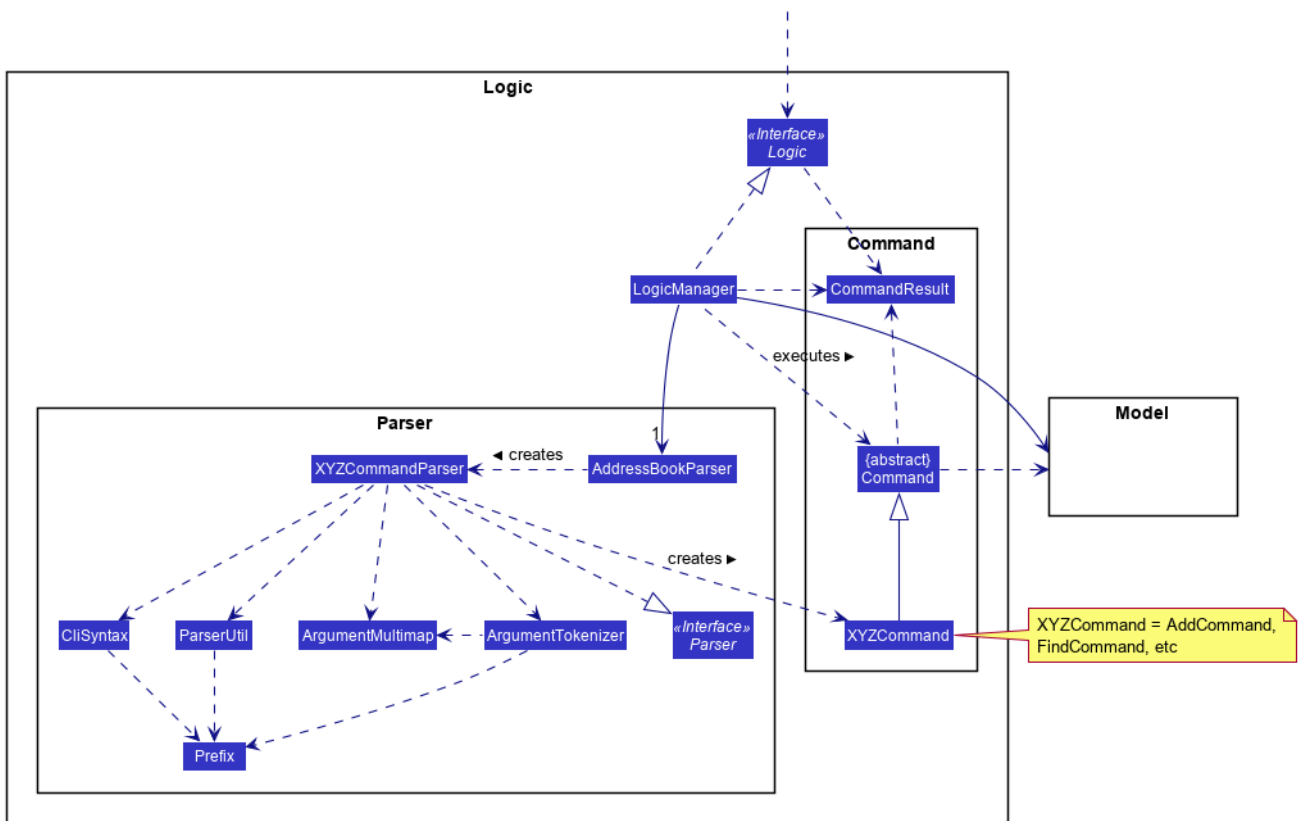 Logic
«Interface»
Logic
Command
LogicManager
CommandResult
executes ►
Parser
Model
1
XYZCommandParser
◄ creates
AddressBookParser
{abstract}
Command
creates ►
CliSyntax
ParserUtil
ArgumentMultimap
ArgumentTokenizer
«Interface»
Parser
XYZCommand
XYZCommand = AddCommand,
FindCommand, etc
Prefix